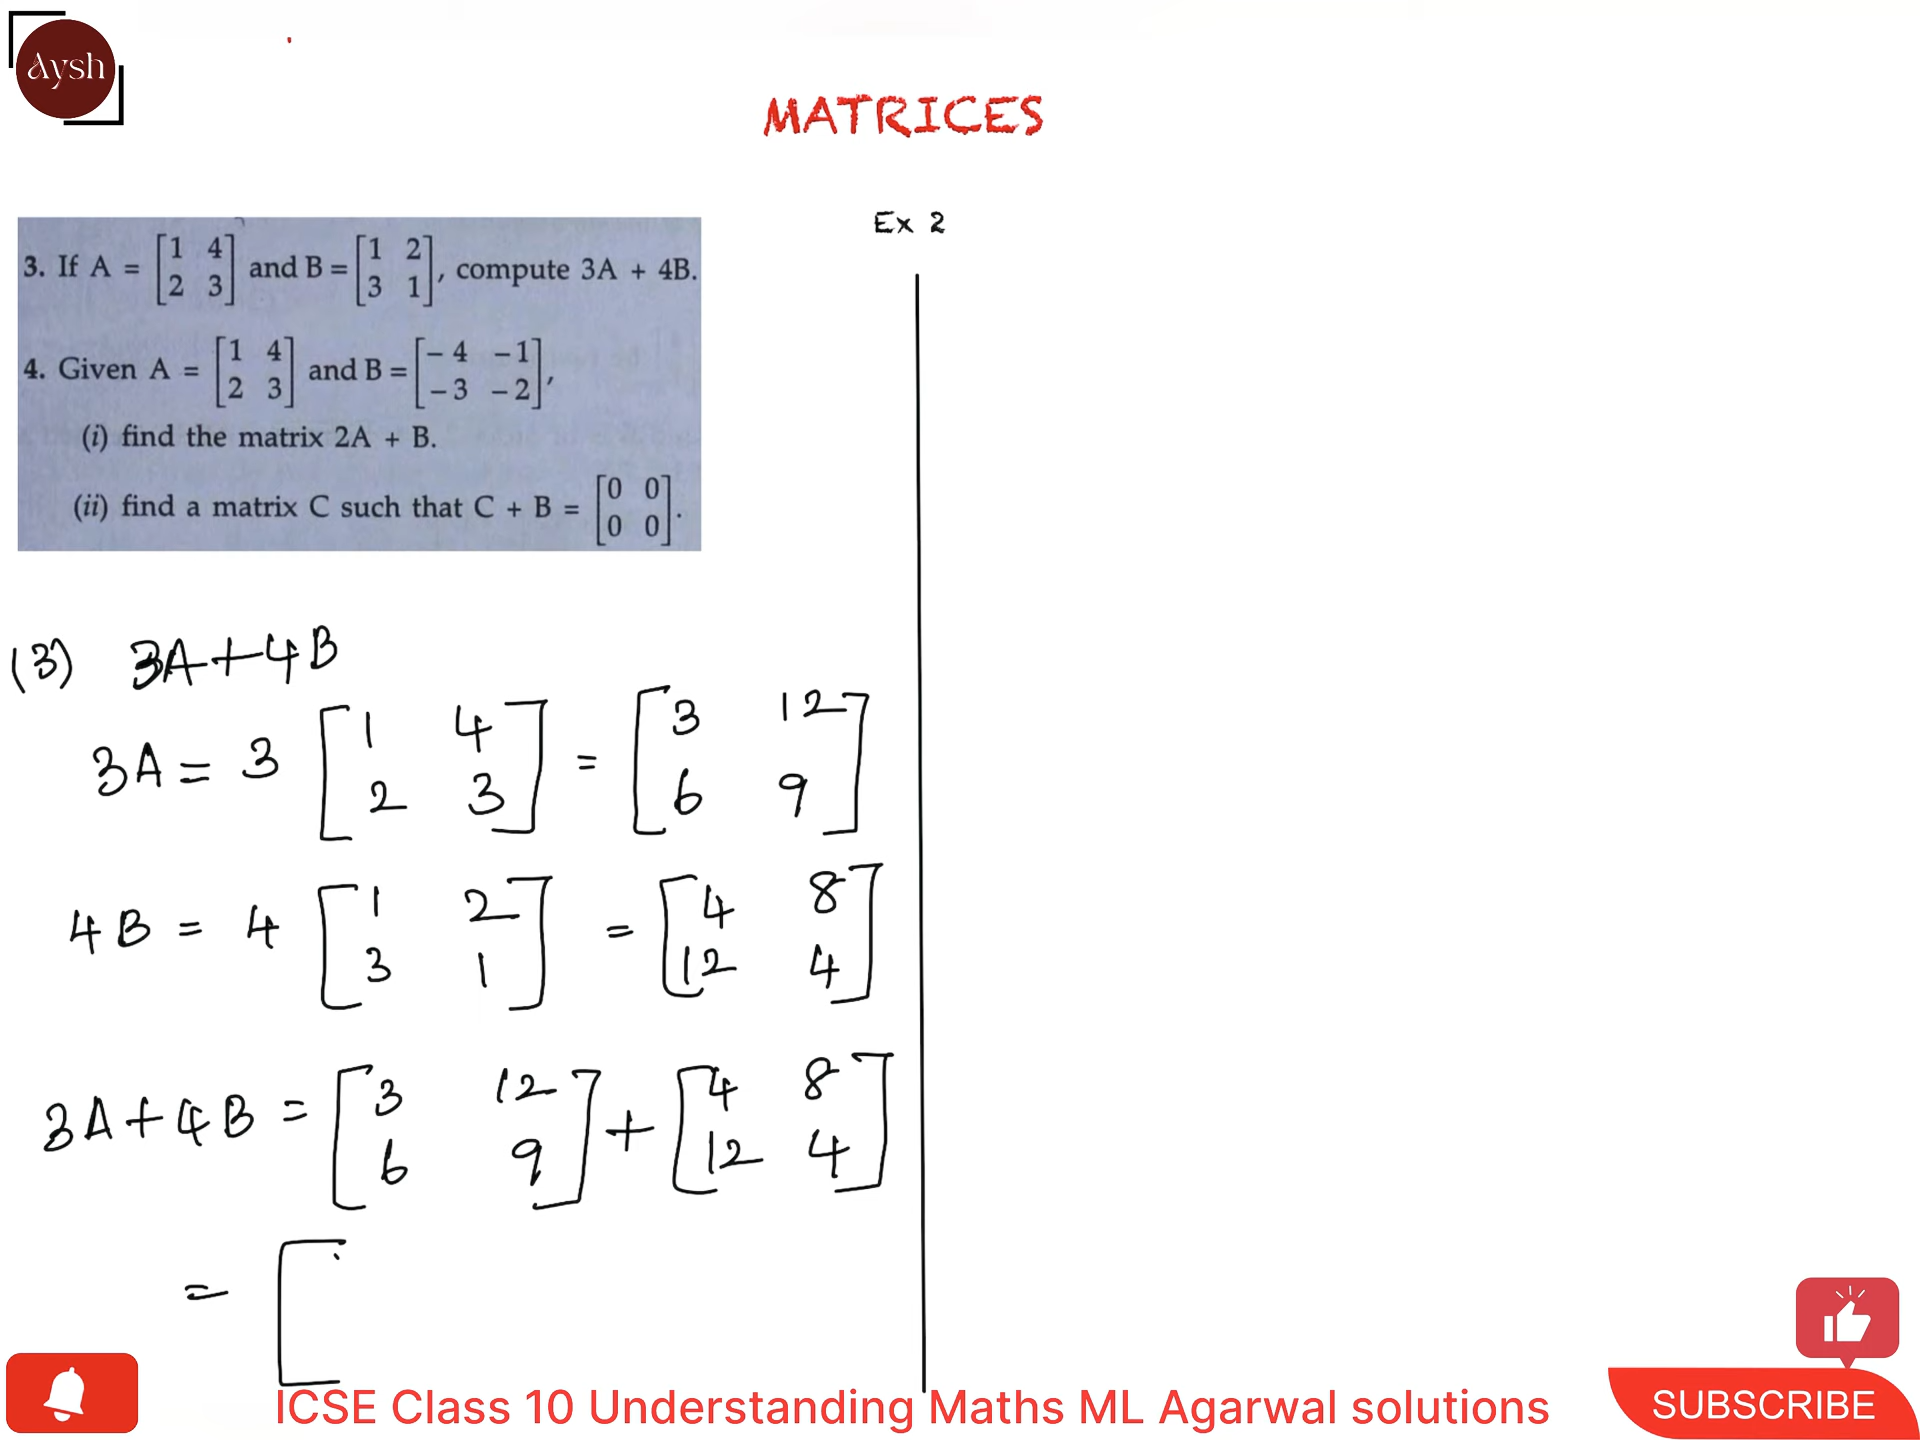 Aysh
MATRICES
Ex 2
3. If A = [1 4 2 3] and B = [1 2 3 1], compute 3A + 4B.
4. Given A = [1 4 2 3] and B = [– 4 – 1 – 3 – 2],
(i) find the matrix 2A + B.
(ii) find a matrix C such that C + B = [0 0 0 0].
(3) 3A+4B
3A = 3 [1 4 2 3] = [3 12 6 9]
4B = 4 [1 2 3 1] = [4 8 12 4]
3A+4B = [3 12 6 9] + [4 8 12 4]
= [
ICSE Class 10 Understanding Maths ML Agarwal solutions
SUBSCRIBE